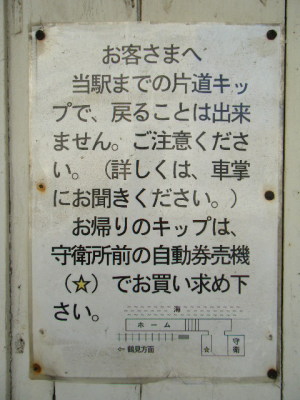 お客さまへ
当駅までの片道キッ
プで、戻ることは出来
ません。ご注意くださ
い。（詳しくは、車掌
にお聞きください。）
お帰りのキップは、
守衛所前の自動券売機
（☆）でお買い求め下
さい。
海
ホーム
守衛
☆
←鶴見方面